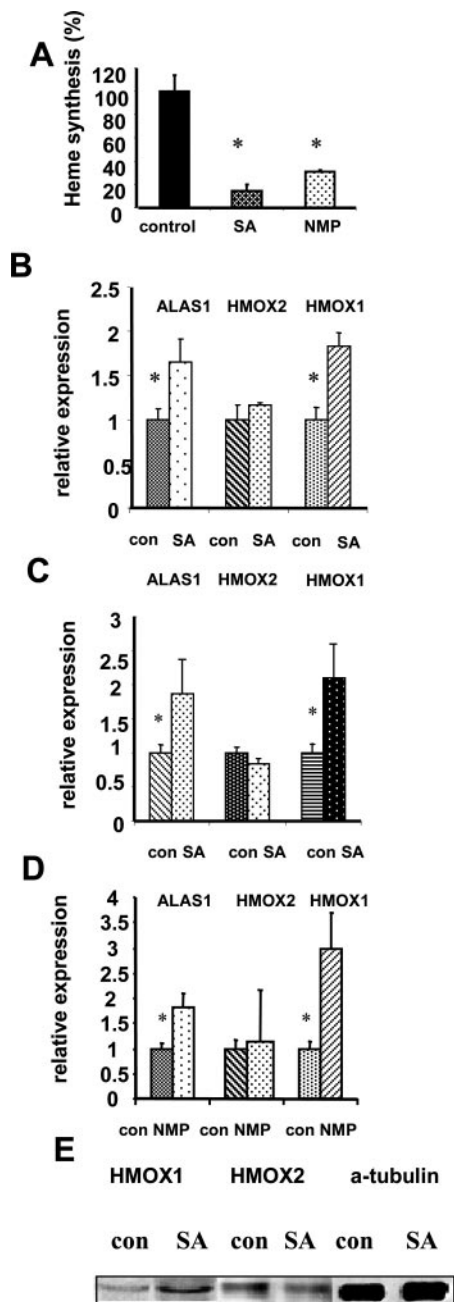 A
Heme synthesis (%)
120
100
80
60
40
20
0
*
*
control SA NMP
B
relative expression
2.5
2
1.5
1
0.5
0
ALAS1 HMOX2 HMOX1
*
*
con SA con SA con SA
C
relative expression
ALAS1 HMOX2 HMOX1
3
2.5
2
1.5
1
0.5
0
*
*
con SA con SA con SA
D
relative expression
ALAS1 HMOX2 HMOX1
4
3.5
3
2.5
2
1.5
1
0.5
0
*
*
con NMP con NMP con NMP
E
HMOX1 HMOX2 a-tubulin
con SA con SA con SA